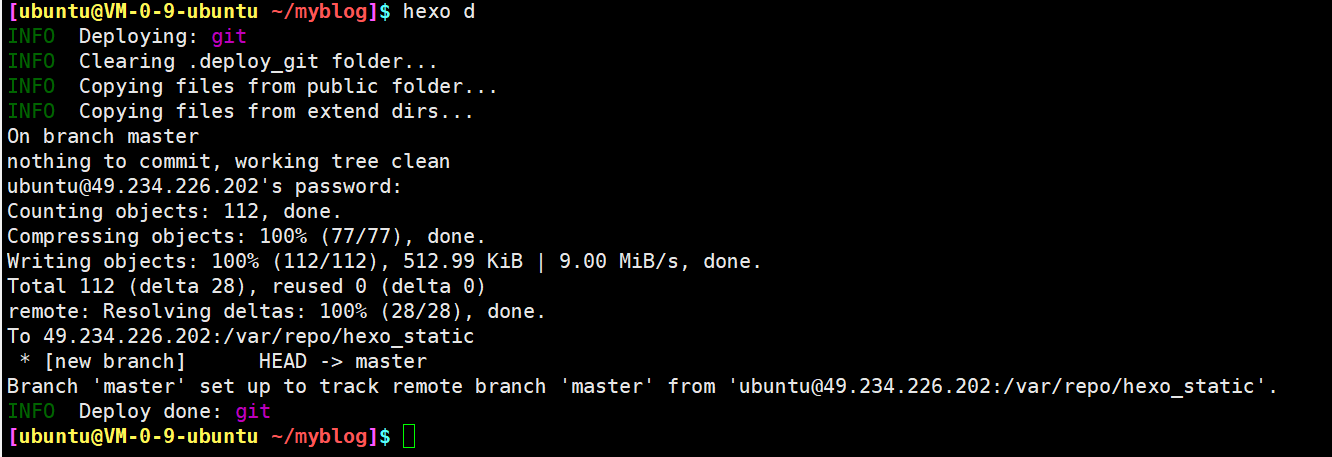 [ubuntu@VM-0-9-ubuntu ~/myblog]$ hexo d
INFO  Deploying: git
INFO  Clearing .deploy_git folder...
INFO  Copying files from public folder...
INFO  Copying files from extend dirs...
On branch master
nothing to commit, working tree clean
ubuntu@49.234.226.202's password:
Counting objects: 112, done.
Compressing objects: 100% (77/77), done.
Writing objects: 100% (112/112), 512.99 KiB | 9.00 MiB/s, done.
Total 112 (delta 28), reused 0 (delta 0)
remote: Resolving deltas: 100% (28/28), done.
To 49.234.226.202:/var/repo/hexo_static
 * [new branch]      HEAD -> master
Branch 'master' set up to track remote branch 'master' from 'ubuntu@49.234.226.202:/var/repo/hexo_static'.
INFO  Deploy done: git
[ubuntu@VM-0-9-ubuntu ~/myblog]$